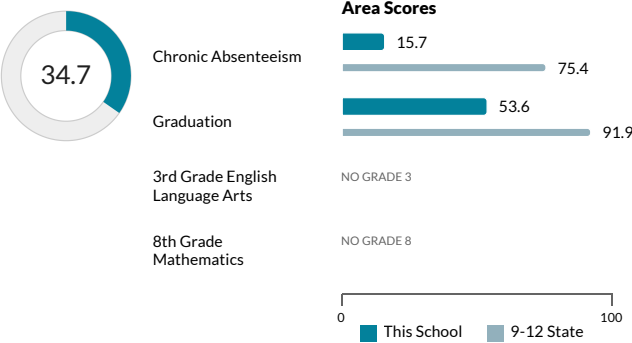 Area Scores
34.7
Chronic Absenteeism
15.7
75.4
Graduation
53.6
91.9
3rd Grade English
Language Arts
NO GRADE 3
8th Grade
Mathematics
NO GRADE 8
0
100
This School
9-12 State